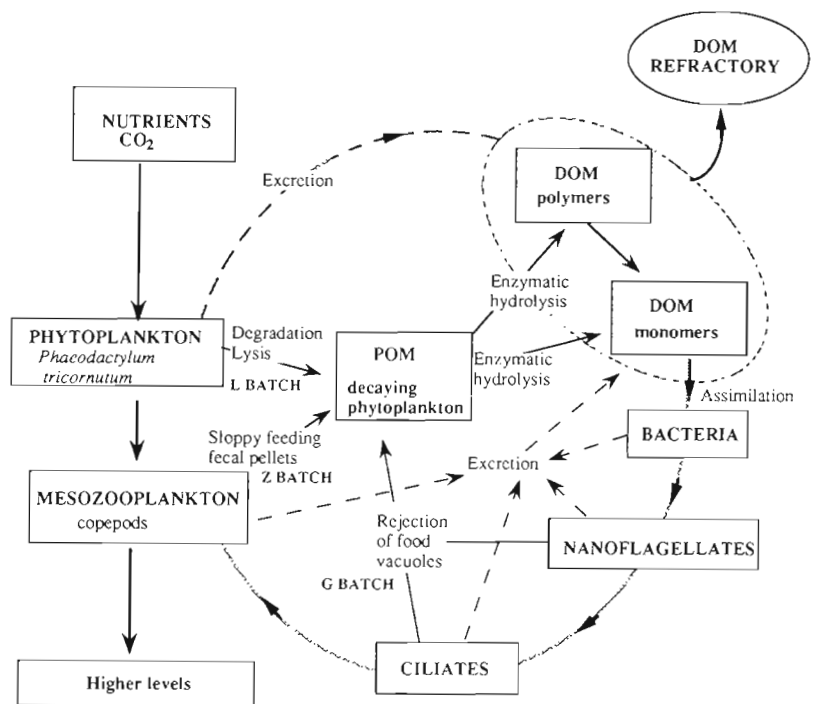 DOM
REFRACTORY
NUTRIENTS
CO₂
Excretion
DOM
polymers
Enzymatic
hydrolysis
DOM
monomers
PHYTOPLANKTON
Phaeodactylum
tricornutum
Degradation
Lysis
L BATCH
POM
decaying
phytoplankton
Enzymatic
hydrolysis
Assimilation
BACTERIA
Sloppy feeding
fecal pellets
Z BATCH
Excretion
MESOZOOPLANKTON
copepods
Rejection
of food
vacuoles
G BATCH
NANOFLAGELLATES
CILIATES
Higher levels